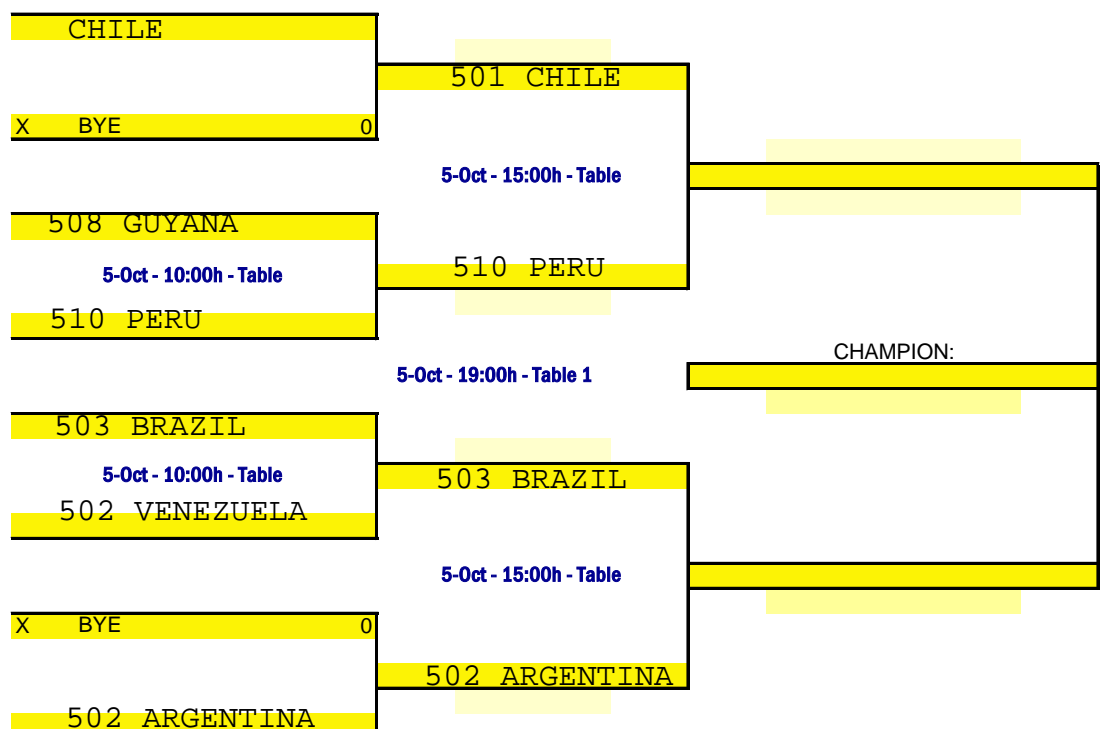 CHILE
501 CHILE
X BYE 0
5-Oct - 15:00h - Table
508 GUYANA
5-Oct - 10:00h - Table
510 PERU
510 PERU
CHAMPION:
5-Oct - 19:00h - Table 1
503 BRAZIL
5-Oct - 10:00h - Table
503 BRAZIL
502 VENEZUELA
5-Oct - 15:00h - Table
X BYE 0
502 ARGENTINA
502 ARGENTINA